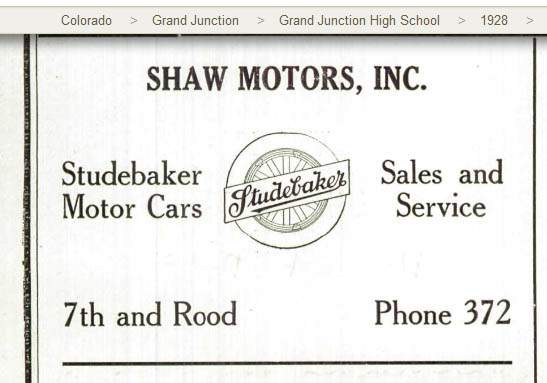 Colorado > Grand Junction > Grand Junction High School > 1928 >
SHAW MOTORS, INC.
Studebaker
Motor Cars
Studebaker
Sales and
Service
7th and Rood
Phone 372